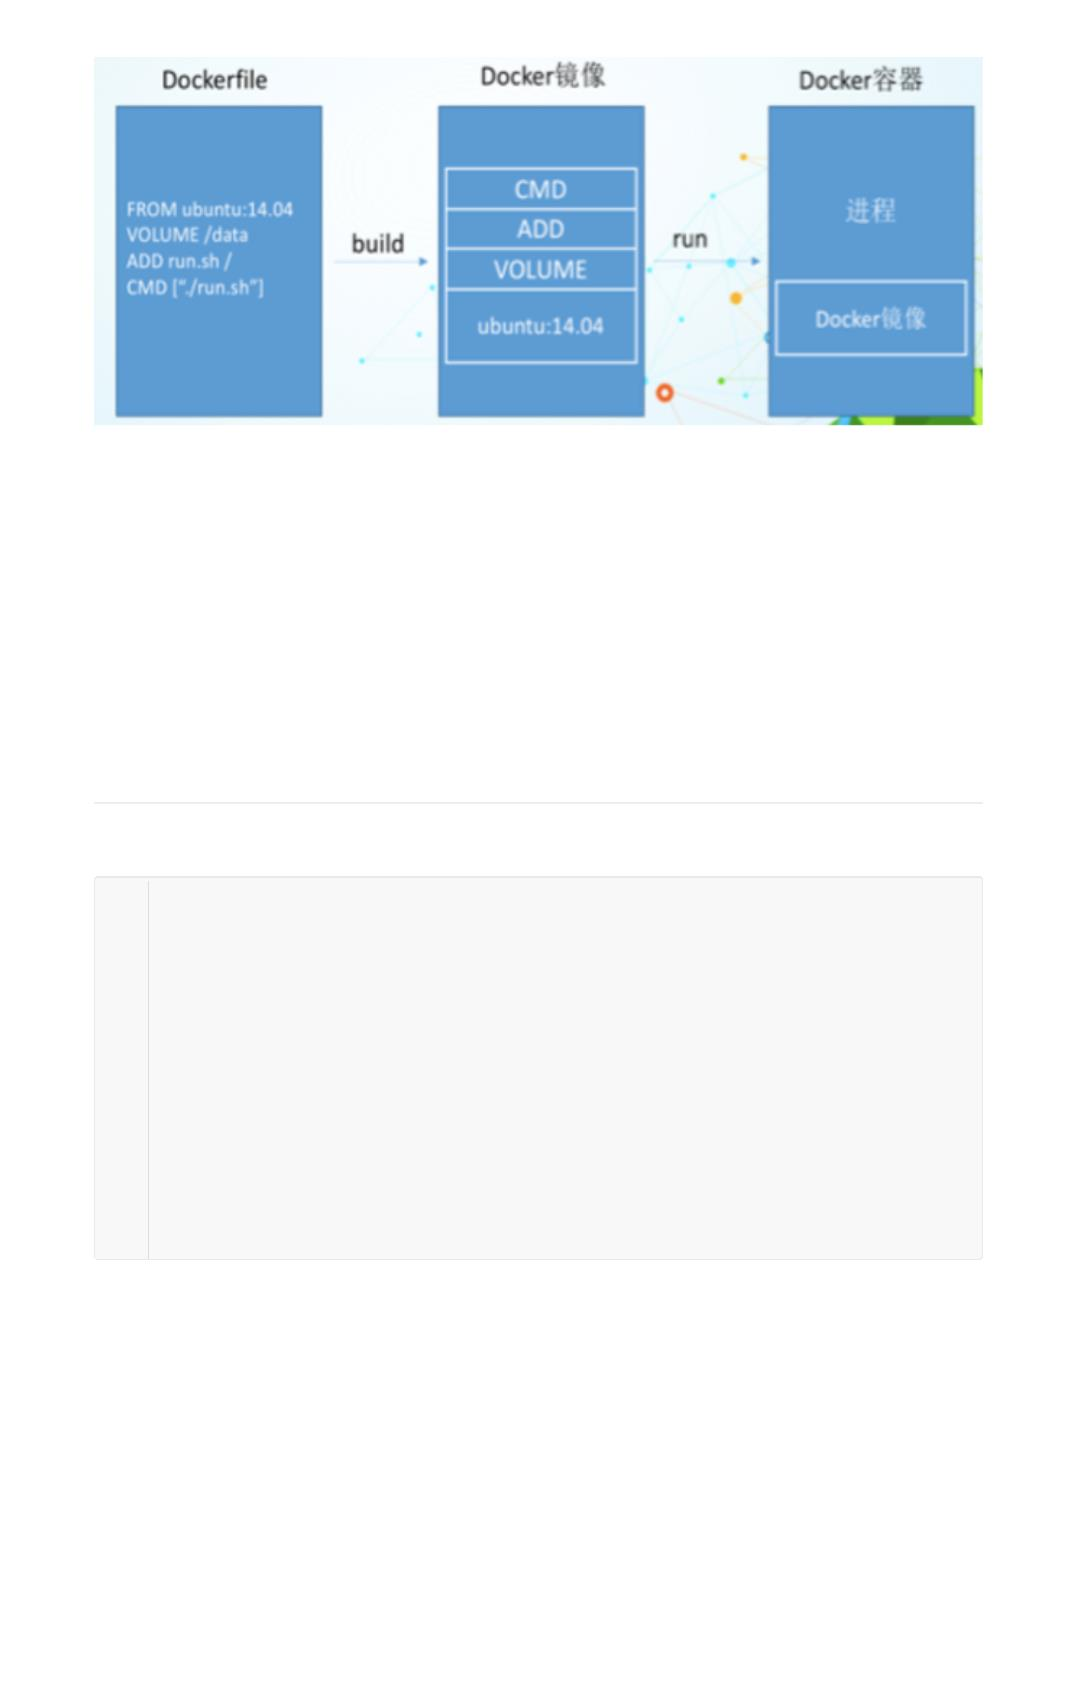 Dockerfile
FROM ubuntu:14.04
VOLUME /data
ADD run.sh /
CMD [“./run.sh”]
build
Docker镜像
CMD
ADD
VOLUME
ubuntu:14.04
run
Docker容器
进程
Docker镜像